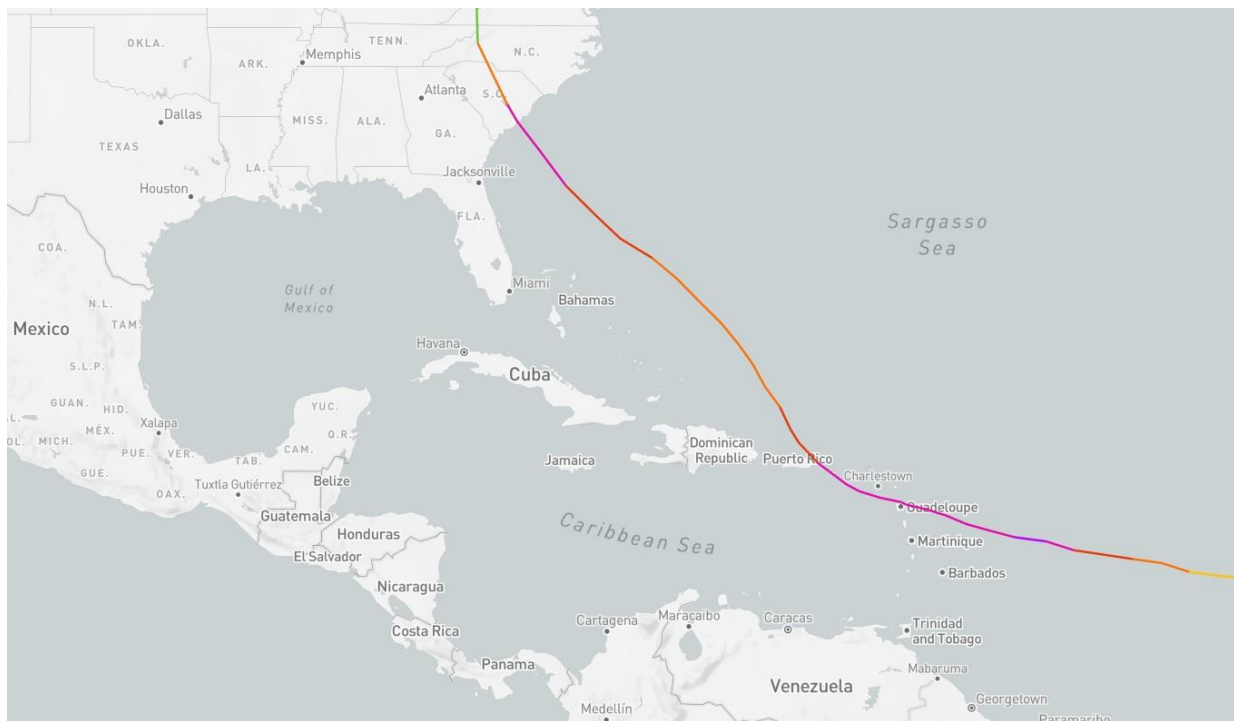 OKLA.
TENN.
N.C.
Memphis
ARK.
Atlanta
S.C.
Dallas
MISS.
ALA.
GA.
TEXAS
LA.
Jacksonville
Houston
FLA.
Sargasso
Sea
COA.
Gulf of
Mexico
Miami
Bahamas
N.L.
TAM.
Mexico
Havana
S.L.P.
Cuba
GUAN.
HID.
YUC.
AL.
Xalapa
MÉX.
Q.R.
OL.
MICH.
PUE.
VER.
CAM.
Dominican
Republic
Jamaica
Puerto Rico
TAB.
GUE.
Charlestown
Tuxtla Gutiérrez
Belize
OAX.
Guadeloupe
Guatemala
Caribbean Sea
Honduras
Martinique
El Salvador
Barbados
Nicaragua
Cartagena
Maracaibo
Caracas
Costa Rica
Trinidad
and Tobago
Panama
Mabaruma
Venezuela
Georgetown
Medellín
Paramaribo